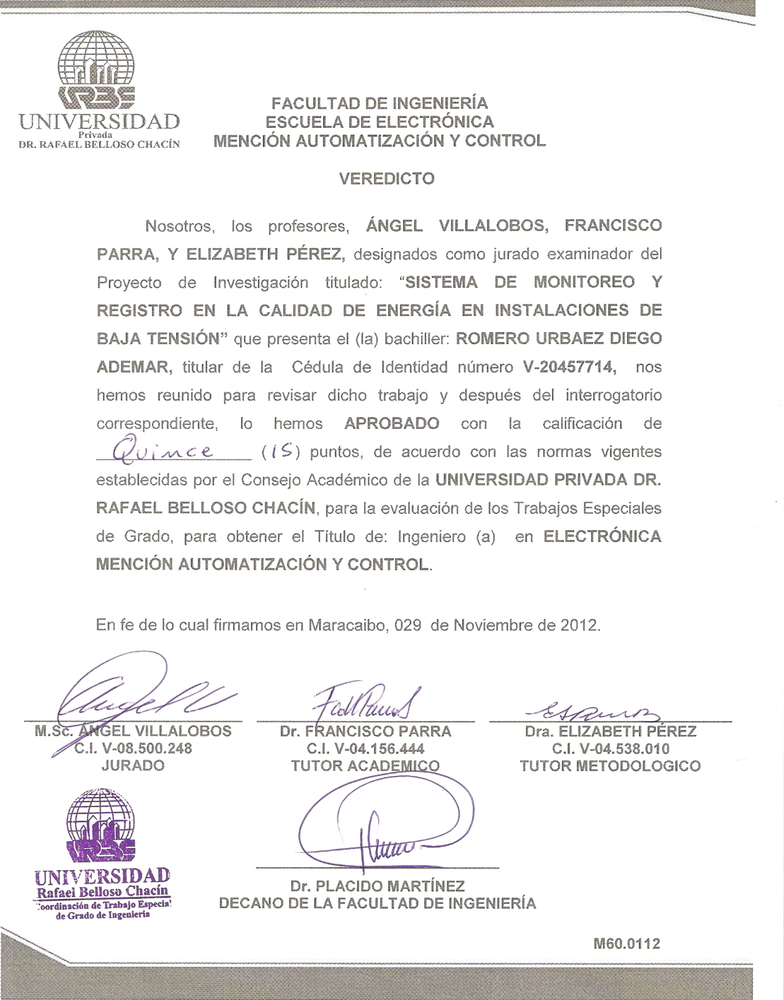 URBE
UNIVERSIDAD
Privada
DR. RAFAEL BELLOSO CHACÍN
FACULTAD DE INGENIERÍA
ESCUELA DE ELECTRÓNICA
MENCIÓN AUTOMATIZACIÓN Y CONTROL
VEREDICTO
Nosotros, los profesores, ÁNGEL VILLALOBOS, FRANCISCO
PARRA, Y ELIZABETH PÉREZ, designados como jurado examinador del
Proyecto de Investigación titulado: “SISTEMA DE MONITOREO Y
REGISTRO EN LA CALIDAD DE ENERGÍA EN INSTALACIONES DE
BAJA TENSIÓN” que presenta el (la) bachiller: ROMERO URBAEZ DIEGO
ADEMAR, titular de la Cédula de Identidad número V-20457714, nos
hemos reunido para revisar dicho trabajo y después del interrogatorio
correspondiente, lo hemos APROBADO con la calificación de
Quince (15) puntos, de acuerdo con las normas vigentes
establecidas por el Consejo Académico de la UNIVERSIDAD PRIVADA DR.
RAFAEL BELLOSO CHACÍN, para la evaluación de los Trabajos Especiales
de Grado, para obtener el Título de: Ingeniero (a) en ELECTRÓNICA
MENCIÓN AUTOMATIZACIÓN Y CONTROL.
En fe de lo cual firmamos en Maracaibo, 029 de Noviembre de 2012.
M.Sc. ÁNGEL VILLALOBOS
C.I. V-08.500.248
JURADO
Dr. FRANCISCO PARRA
C.I. V-04.156.444
TUTOR ACADEMICO
Dra. ELIZABETH PÉREZ
C.I. V-04.538.010
TUTOR METODOLOGICO
URBE
UNIVERSIDAD
Rafael Belloso Chacín
Coordinación de Trabajo Especial
de Grado de Ingenieria
Dr. PLACIDO MARTÍNEZ
DECANO DE LA FACULTAD DE INGENIERÍA
M60.0112